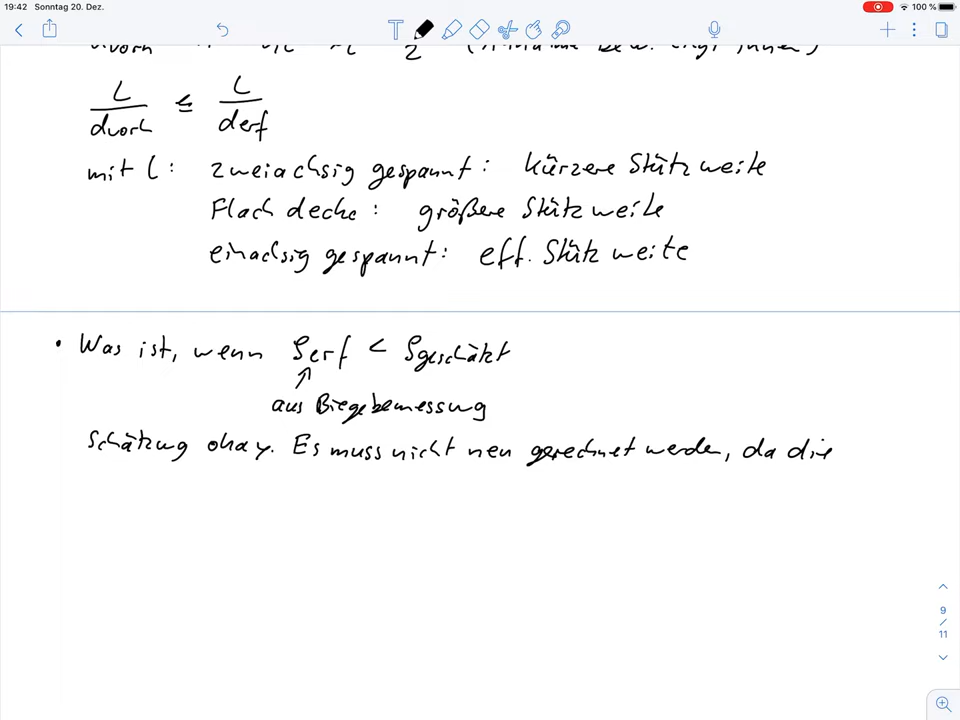 19:42 Sonntag 20. Dez.
100 %
L/dvorh ≤ L/derf
mit l: zweiachsig gespannt: kürzere Stützweite
Flachdecke: größere Stützweite
einachsig gespannt: eff. Stützweite
• Was ist, wenn ρerf < ρgeschätzt
aus Biegebemessung
Schätzung okay. Es muss nicht neu gerechnet werden, da die
9
/
11